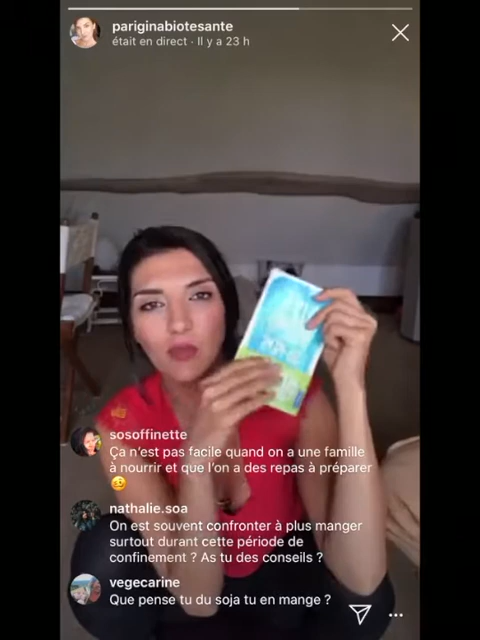 pariginabiotesante
était en direct · Il y a 23 h
sosoffinette
Ça n'est pas facile quand on a une famille
à nourrir et que l'on a des repas à préparer
nathalie.soa
On est souvent confronter à plus manger
surtout durant cette période de
confinement ? As tu des conseils ?
vegecarine
Que pense tu du soja tu en mange ?